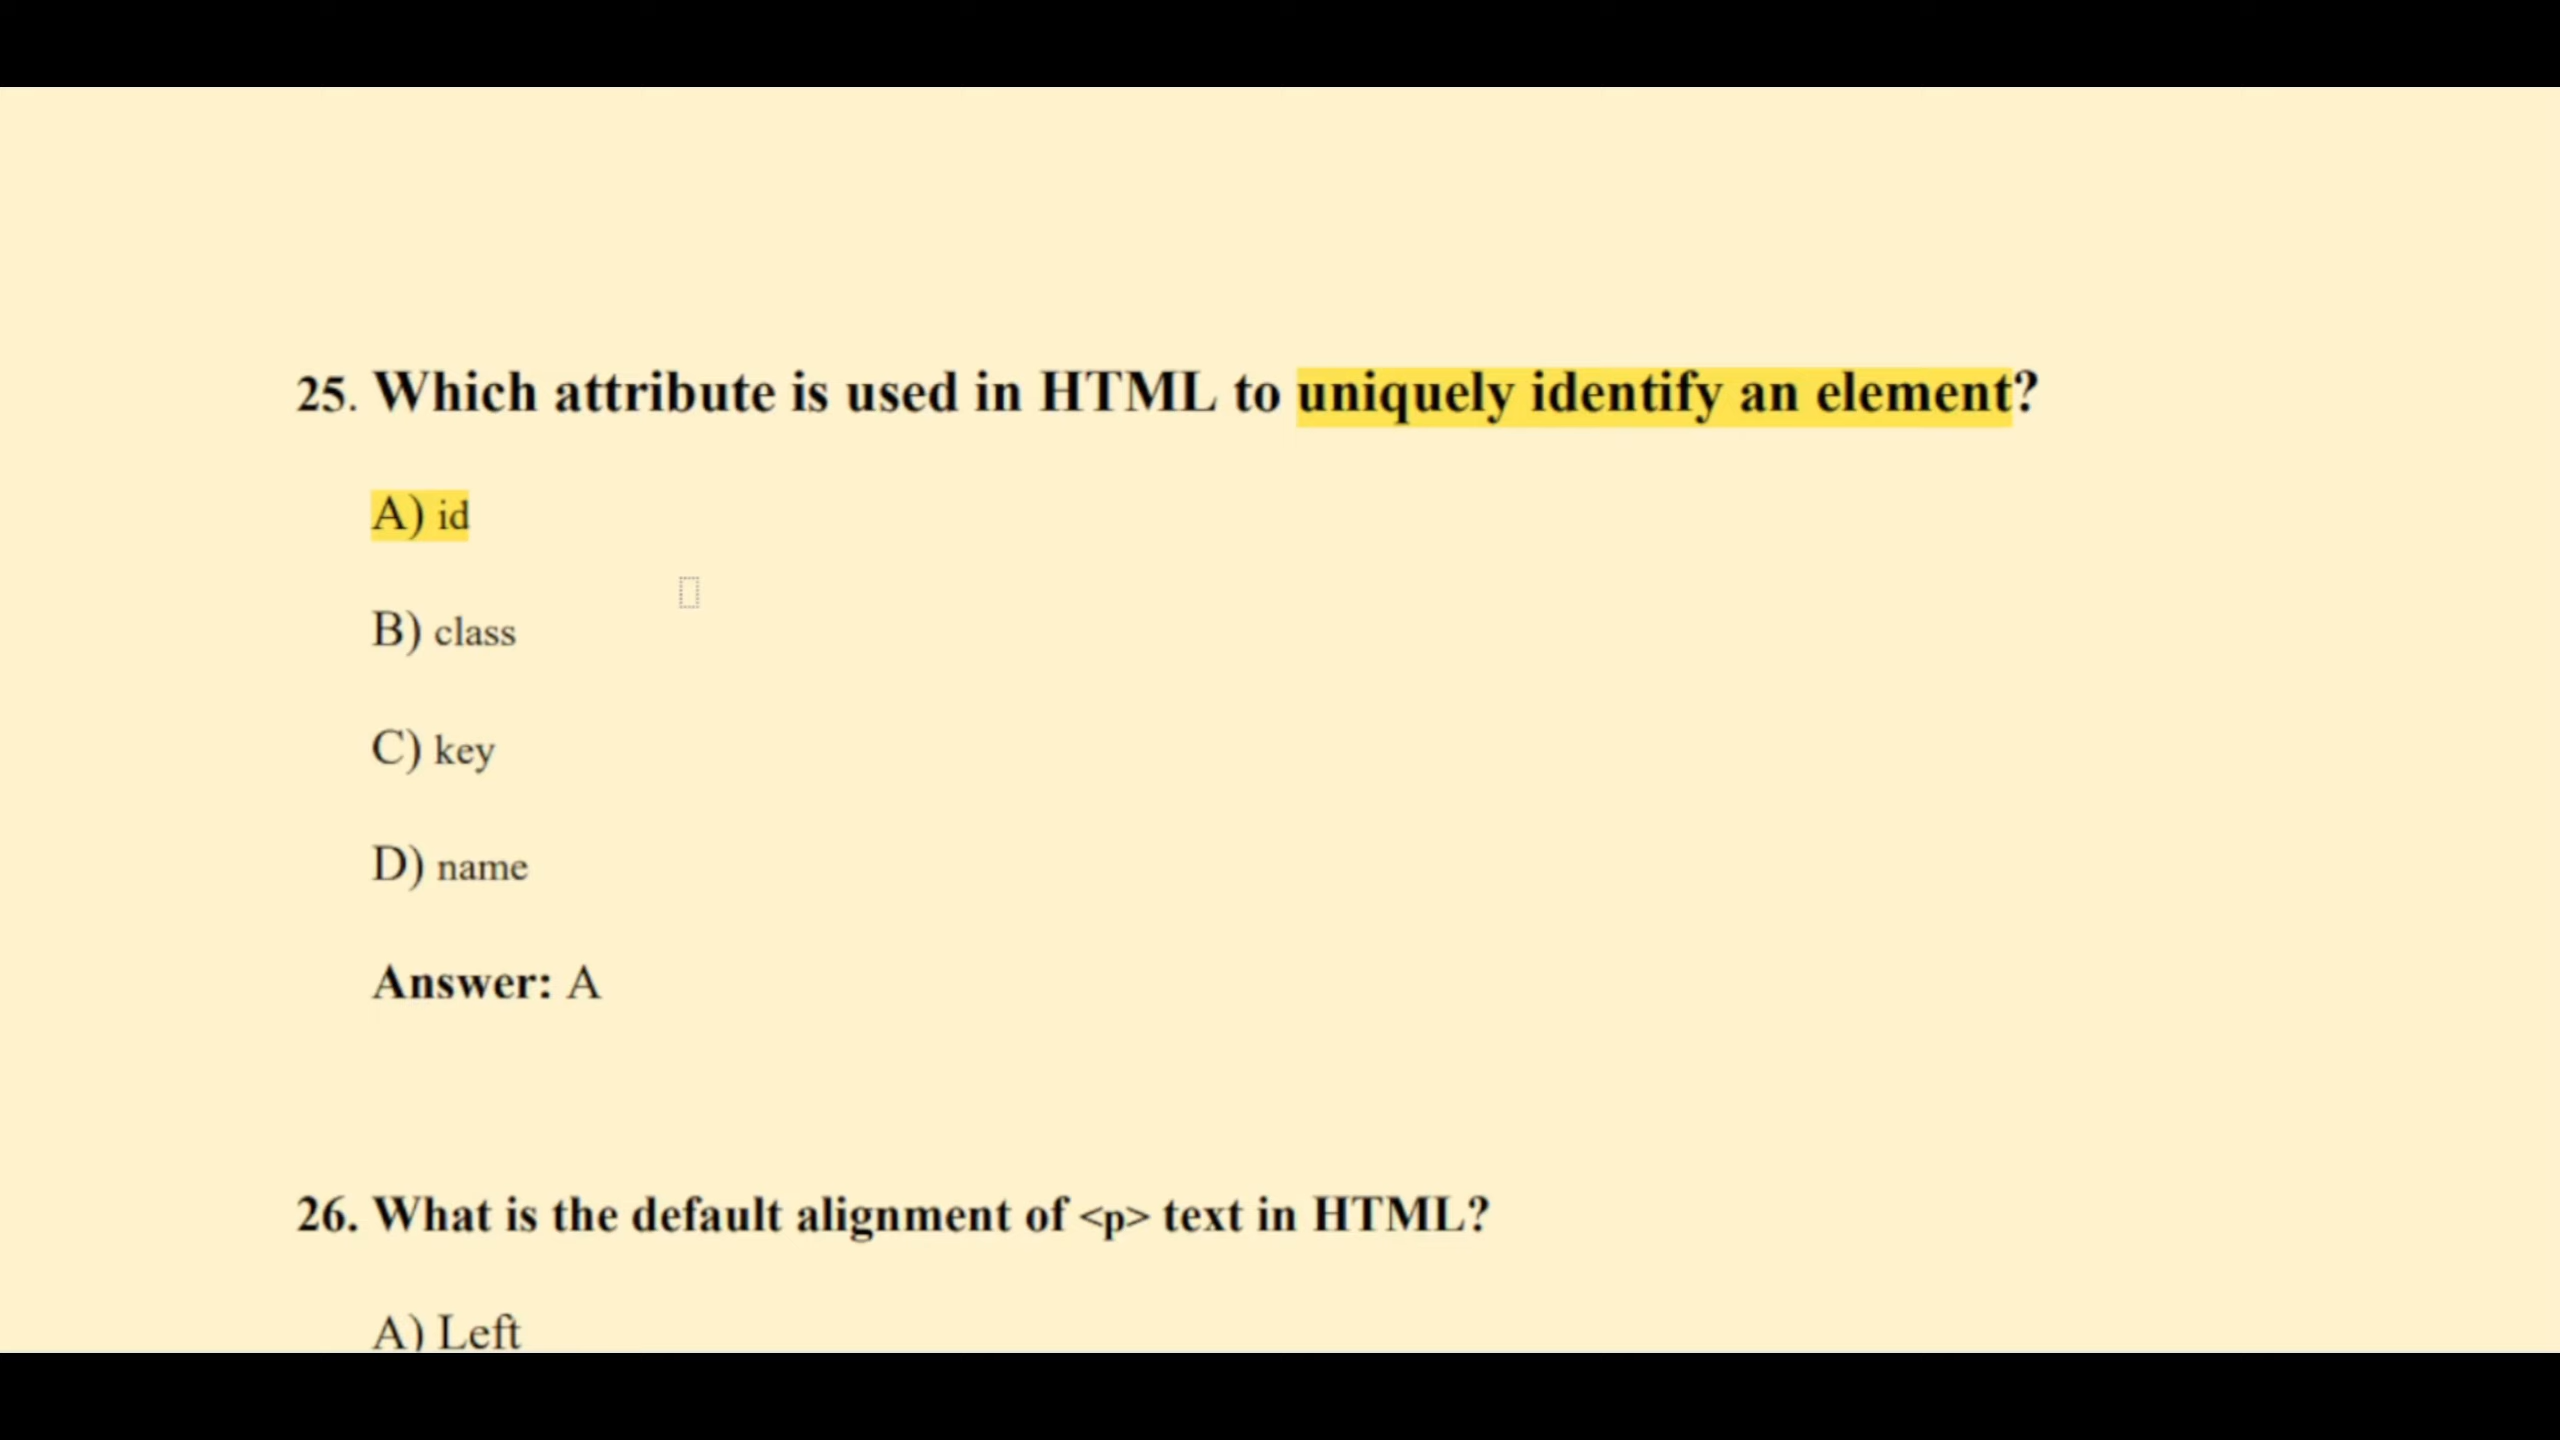 25. Which attribute is used in HTML to uniquely identify an element?
A) id
B) class
C) key
D) name
Answer: A
26. What is the default alignment of <p> text in HTML?
A) Left